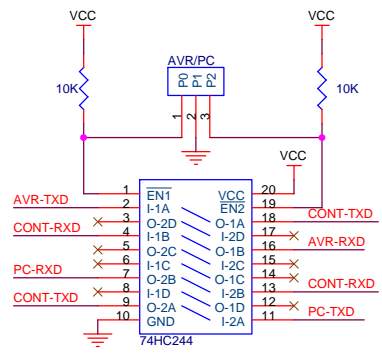 VCC VCC
AVR/PC
10K P0 P1 P2 10K
1 2 3
VCC
1 EN1 VCC 20
AVR-TXD 2 I-1A EN2 19
3 O-2D O-1A 18 CONT-TXD
CONT-RXD 4 I-1B I-2D 17
5 O-2C O-1B 16 AVR-RXD
6 I-1C I-2C 15
PC-RXD 7 O-2B O-1C 14
8 I-1D I-2B 13 CONT-RXD
CONT-TXD 9 O-2A O-1D 12
10 GND I-2A 11 PC-TXD
74HC244